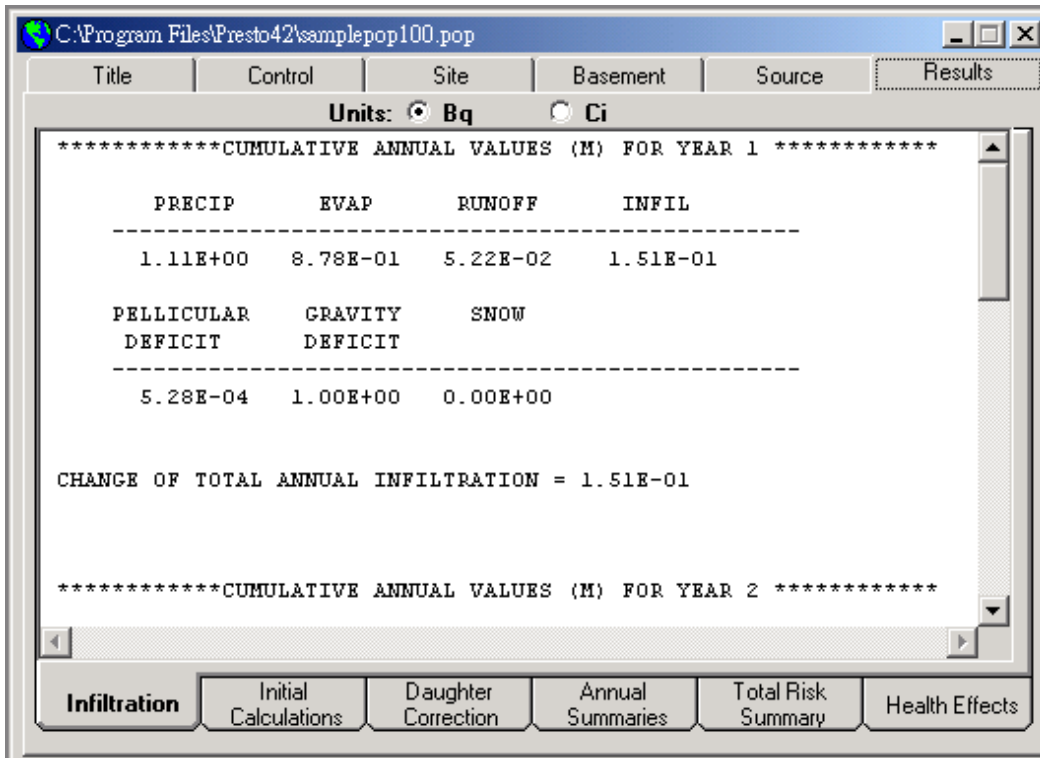 C:\Program Files\Presto42\samplepop100.pop
Title Control Site Basement Source Results
Units: Bq Ci
************CUMULATIVE ANNUAL VALUES (M) FOR YEAR 1 ************
PRECIP EVAP RUNOFF INFIL
--------------------------------------------------
1.11E+00 8.78E-01 5.22E-02 1.51E-01
PELLICULAR GRAVITY SNOW
DEFICIT DEFICIT
--------------------------------------------------
5.28E-04 1.00E+00 0.00E+00
CHANGE OF TOTAL ANNUAL INFILTRATION = 1.51E-01
************CUMULATIVE ANNUAL VALUES (M) FOR YEAR 2 ************
Infiltration Initial Calculations Daughter Correction Annual Summaries Total Risk Summary Health Effects